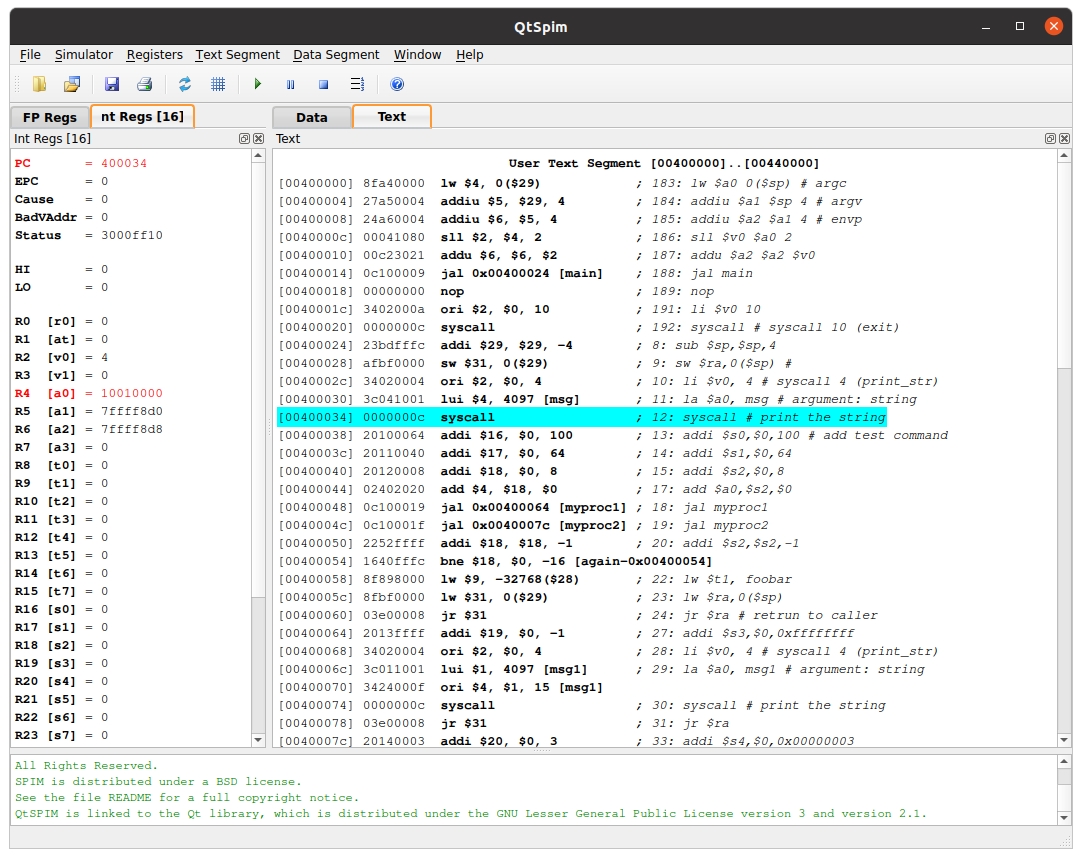 QtSpim
File Simulator Registers Text Segment Data Segment Window Help
FP Regs nt Regs [16] Data Text
Int Regs [16]
PC = 400034
EPC = 0
Cause = 0
BadVAddr = 0
Status = 3000ff10
HI = 0
LO = 0
R0 [r0] = 0
R1 [at] = 0
R2 [v0] = 4
R3 [v1] = 0
R4 [a0] = 10010000
R5 [a1] = 7ffff8d0
R6 [a2] = 7ffff8d8
R7 [a3] = 0
R8 [t0] = 0
R9 [t1] = 0
R10 [t2] = 0
R11 [t3] = 0
R12 [t4] = 0
R13 [t5] = 0
R14 [t6] = 0
R15 [t7] = 0
R16 [s0] = 0
R17 [s1] = 0
R18 [s2] = 0
R19 [s3] = 0
R20 [s4] = 0
R21 [s5] = 0
R22 [s6] = 0
R23 [s7] = 0
Text
User Text Segment [00400000]..[00440000]
[00400000] 8fa40000 lw $4, 0($29) ; 183: lw $a0 0($sp) # argc
[00400004] 27a50004 addiu $5, $29, 4 ; 184: addiu $a1 $sp 4 # argv
[00400008] 24a60004 addiu $6, $5, 4 ; 185: addiu $a2 $a1 4 # envp
[0040000c] 00041080 sll $2, $4, 2 ; 186: sll $v0 $a0 2
[00400010] 00c23021 addu $6, $6, $2 ; 187: addu $a2 $a2 $v0
[00400014] 0c100009 jal 0x00400024 [main] ; 188: jal main
[00400018] 00000000 nop ; 189: nop
[0040001c] 3402000a ori $2, $0, 10 ; 191: li $v0 10
[00400020] 0000000c syscall ; 192: syscall # syscall 10 (exit)
[00400024] 23bdfffc addi $29, $29, -4 ; 8: sub $sp,$sp,4
[00400028] afbf0000 sw $31, 0($29) ; 9: sw $ra,0($sp) #
[0040002c] 34020004 ori $2, $0, 4 ; 10: li $v0, 4 # syscall 4 (print_str)
[00400030] 3c041001 lui $4, 4097 [msg] ; 11: la $a0, msg # argument: string
[00400034] 0000000c syscall ; 12: syscall # print the string
[00400038] 20100064 addi $16, $0, 100 ; 13: addi $s0,$0,100 # add test command
[0040003c] 20110040 addi $17, $0, 64 ; 14: addi $s1,$0,64
[00400040] 20120008 addi $18, $0, 8 ; 15: addi $s2,$0,8
[00400044] 02402020 add $4, $18, $0 ; 17: add $a0,$s2,$0
[00400048] 0c100019 jal 0x00400064 [myproc1] ; 18: jal myproc1
[0040004c] 0c10001f jal 0x0040007c [myproc2] ; 19: jal myproc2
[00400050] 2252ffff addi $18, $18, -1 ; 20: addi $s2,$s2,-1
[00400054] 1640fffc bne $18, $0, -16 [again-0x00400054]
[00400058] 8f898000 lw $9, -32768($28) ; 22: lw $t1, foobar
[0040005c] 8fbf0000 lw $31, 0($29) ; 23: lw $ra,0($sp)
[00400060] 03e00008 jr $31 ; 24: jr $ra # retrun to caller
[00400064] 2013ffff addi $19, $0, -1 ; 27: addi $s3,$0,0xffffffff
[00400068] 34020004 ori $2, $0, 4 ; 28: li $v0, 4 # syscall 4 (print_str)
[0040006c] 3c011001 lui $1, 4097 [msg1] ; 29: la $a0, msg1 # argument: string
[00400070] 3424000f ori $4, $1, 15 [msg1]
[00400074] 0000000c syscall ; 30: syscall # print the string
[00400078] 03e00008 jr $31 ; 31: jr $ra
[0040007c] 20140003 addi $20, $0, 3 ; 33: addi $s4,$0,0x00000003
All Rights Reserved.
SPIM is distributed under a BSD license.
See the file README for a full copyright notice.
QtSPIM is linked to the Qt library, which is distributed under the GNU Lesser General Public License version 3 and version 2.1.